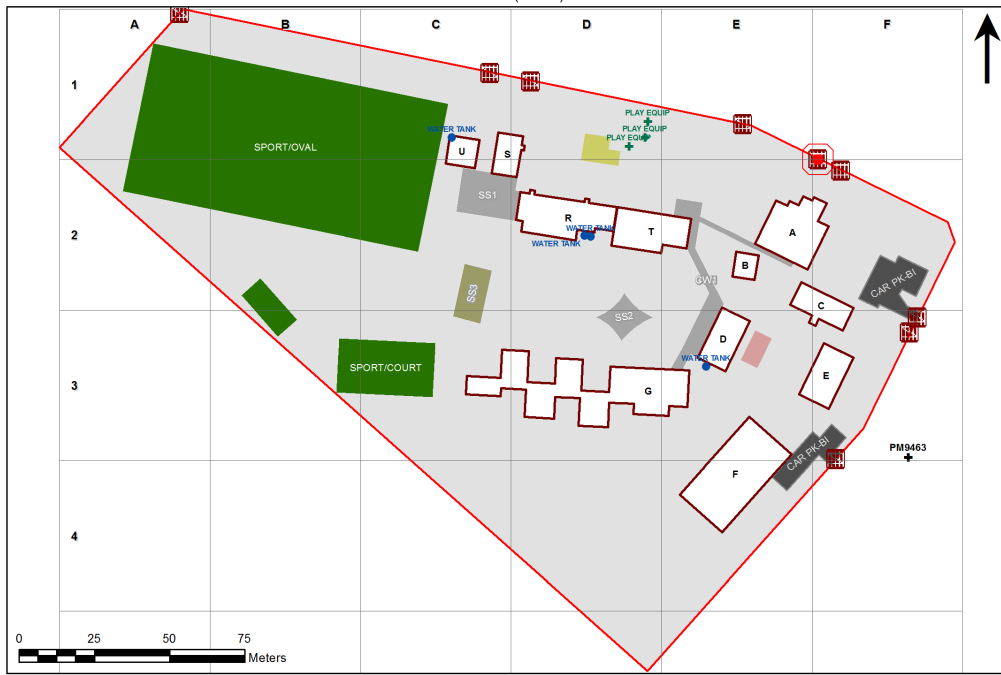 A B C D E F
1
PLAY EQUIP
WATER TANK
PLAY EQUIP
SPORT/OVAL
U
S
PLAY EQUIP
SS1
R
WATER TANK
T
A
2
WATER TANK
B
CW1
CAR PK-BI
SS3
C
SS2
D
WATER TANK
3
SPORT/COURT
E
G
CAR PK-BI
PM9463
F
4
0 25 50 75
Meters